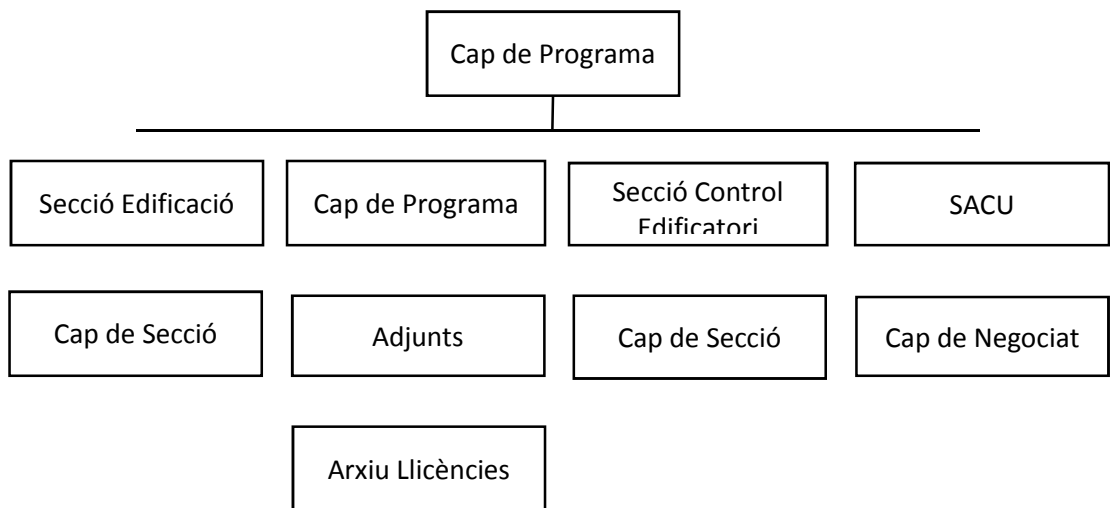 Cap de Programa
Secció Edificació
Cap de Programa
Secció Control
Edificatori
SACU
Cap de Secció
Adjunts
Cap de Secció
Cap de Negociat
Arxiu Llicències